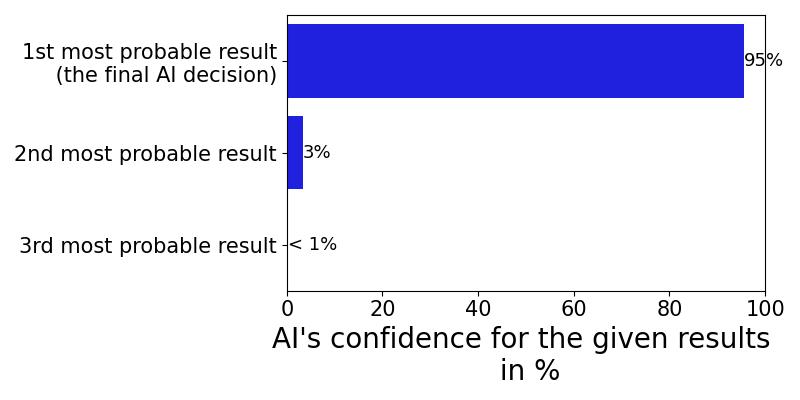 1st most probable result
(the final AI decision)
95%
2nd most probable result
3%
3rd most probable result
< 1%
0 20 40 60 80 100
AI's confidence for the given results
in %